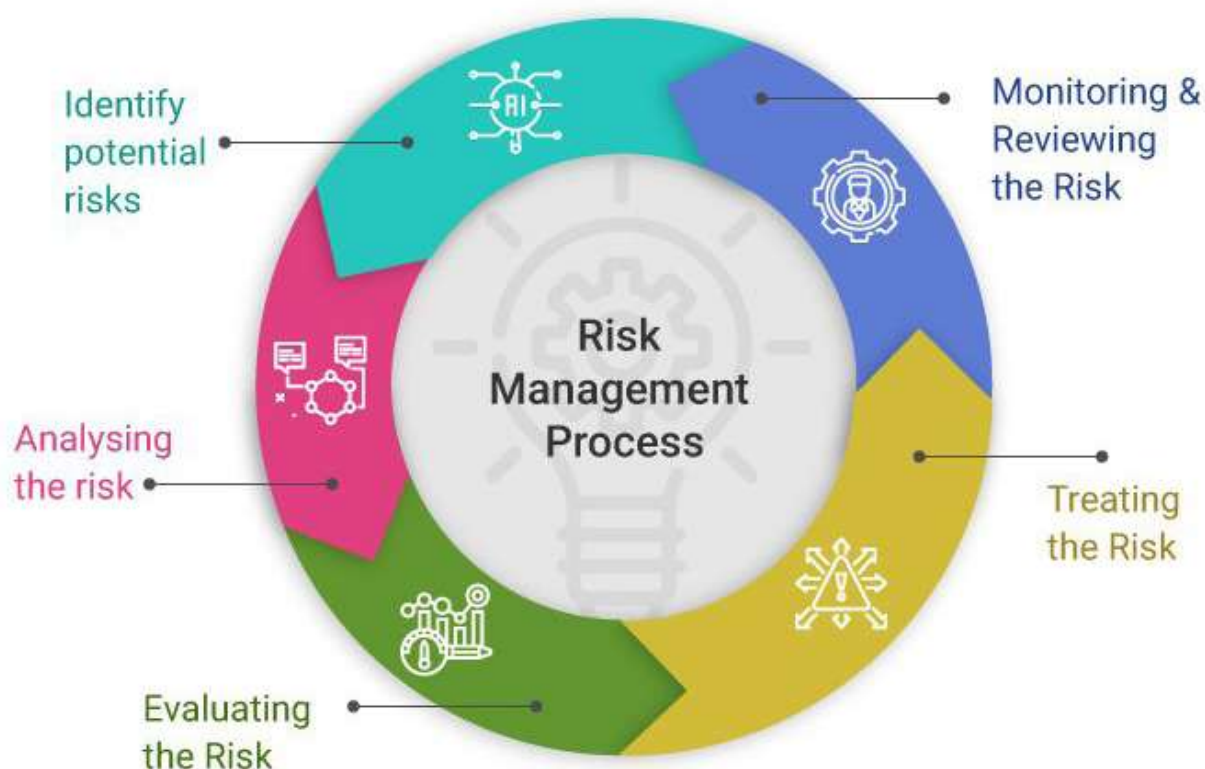 Identify
potential
risks
Monitoring &
Reviewing
the Risk
AI
Risk
Management
Process
Analysing
the risk
Treating
the Risk
Evaluating
the Risk